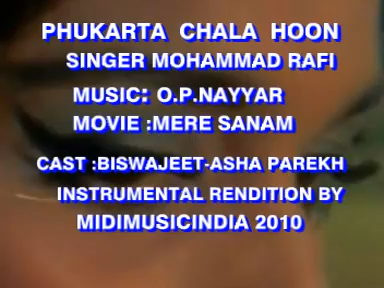 PHUKARTA CHALA HOON
SINGER MOHAMMAD RAFI
MUSIC: O.P.NAYYAR
MOVIE :MERE SANAM
CAST :BISWAJEET-ASHA PAREKH
INSTRUMENTAL RENDITION BY
MIDIMUSICINDIA 2010